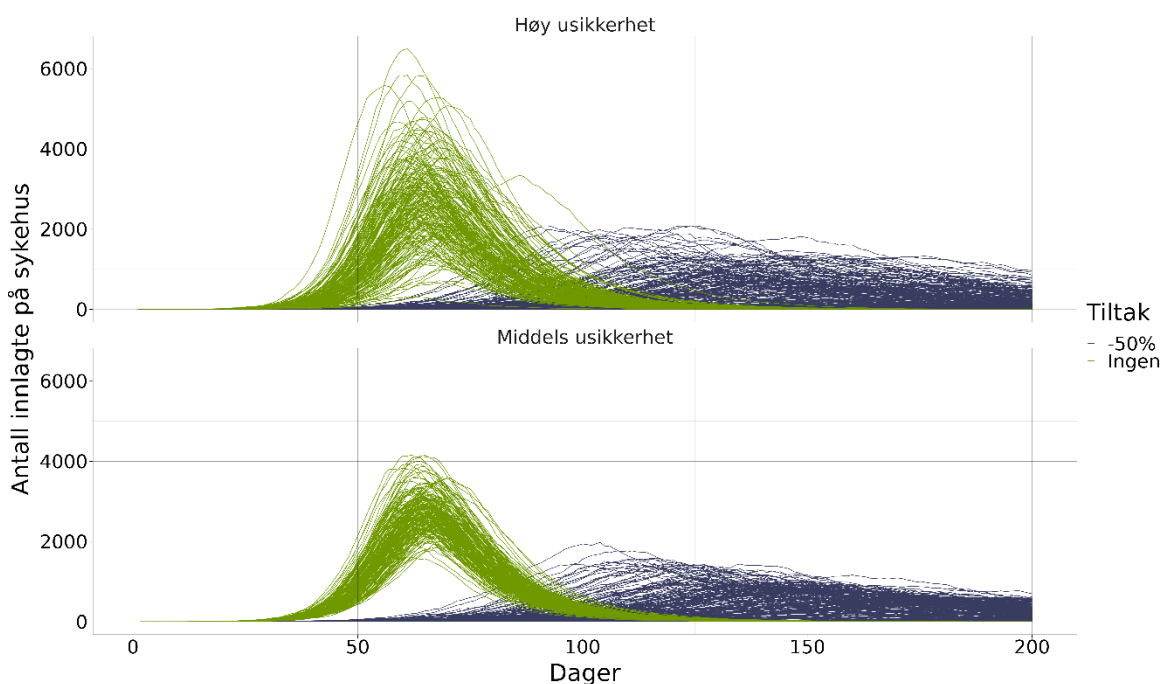 Høy usikkerhet
6000
4000
2000
0
Middels usikkerhet
6000
4000
2000
0
0 50 100 150 200
Dager
Antall innlagte på sykehus
Tiltak
-50%
Ingen